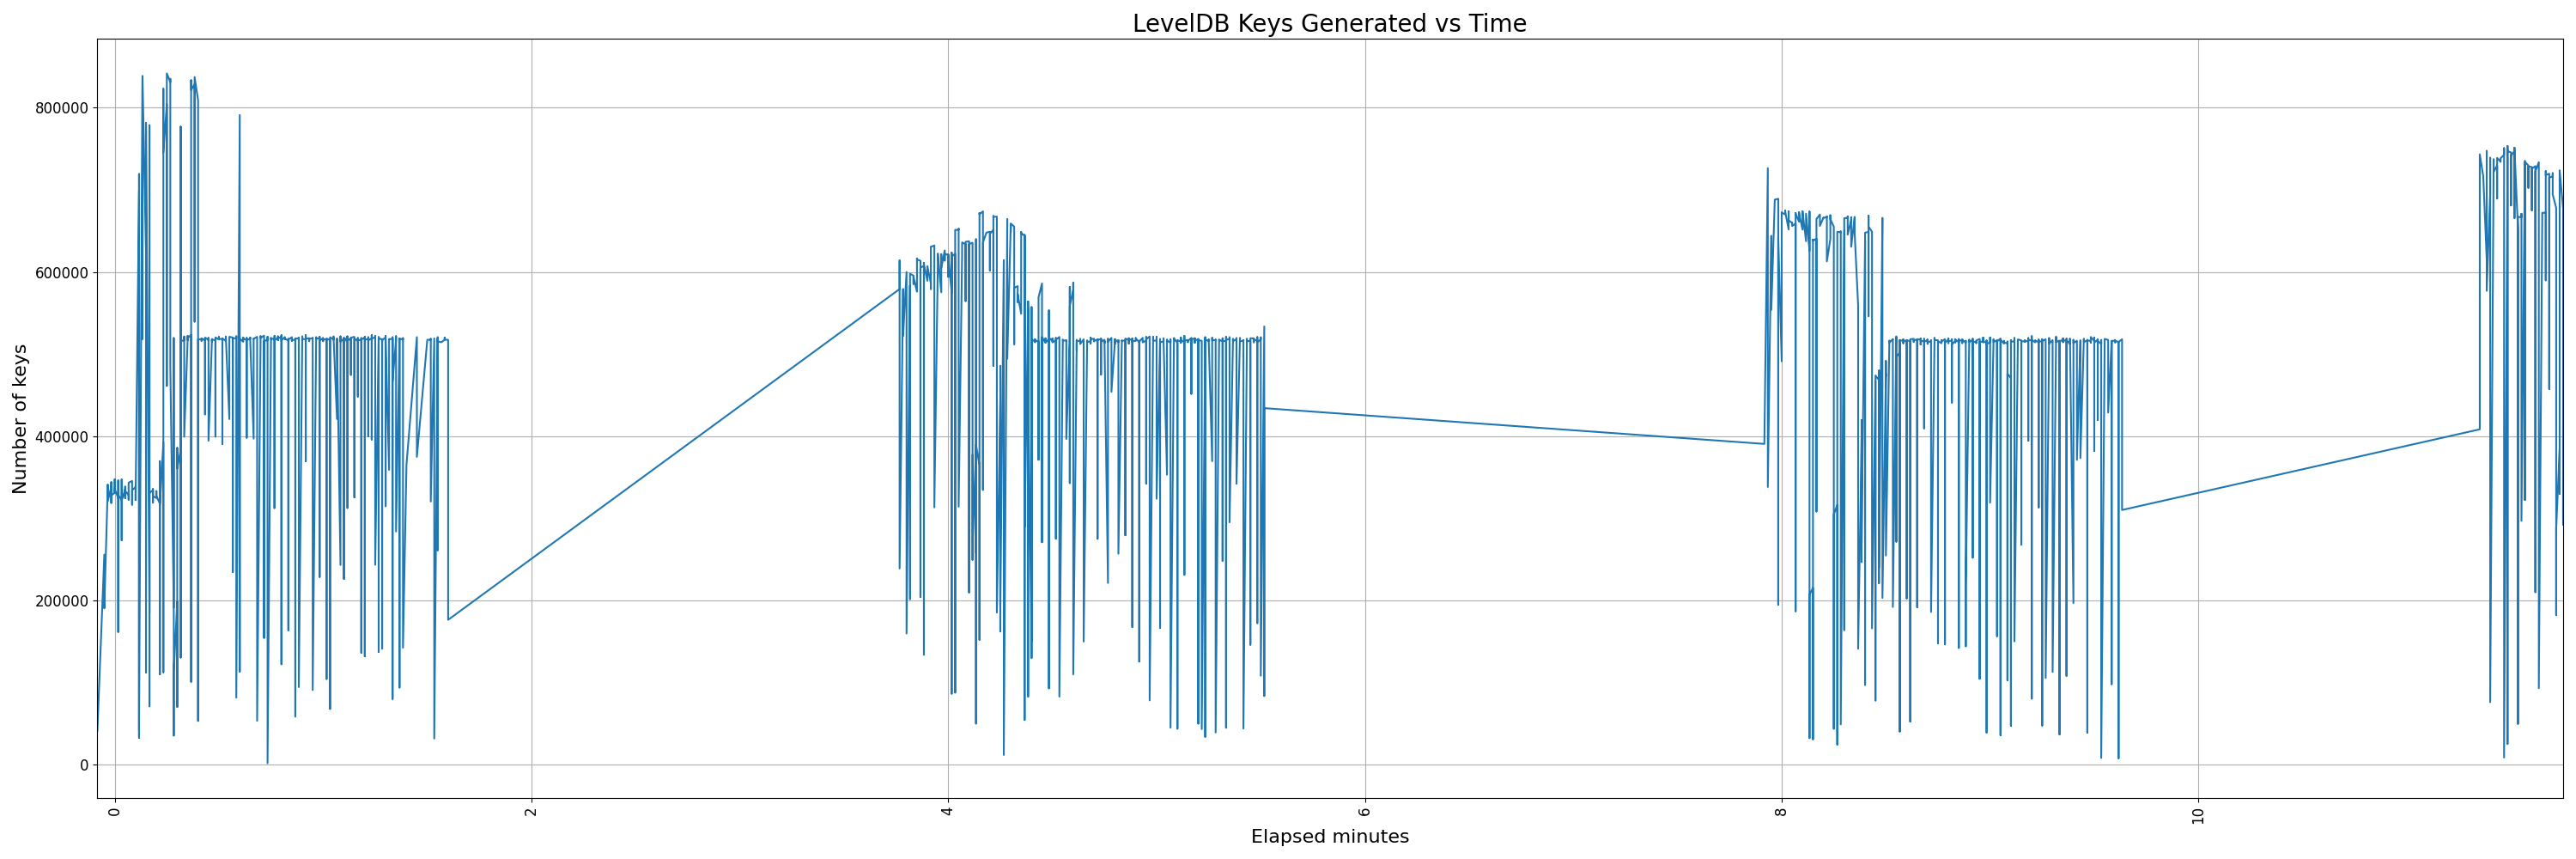 LevelDB Keys Generated vs Time
Number of keys
800000
600000
400000
200000
0
0 2 4 6 8 10
Elapsed minutes